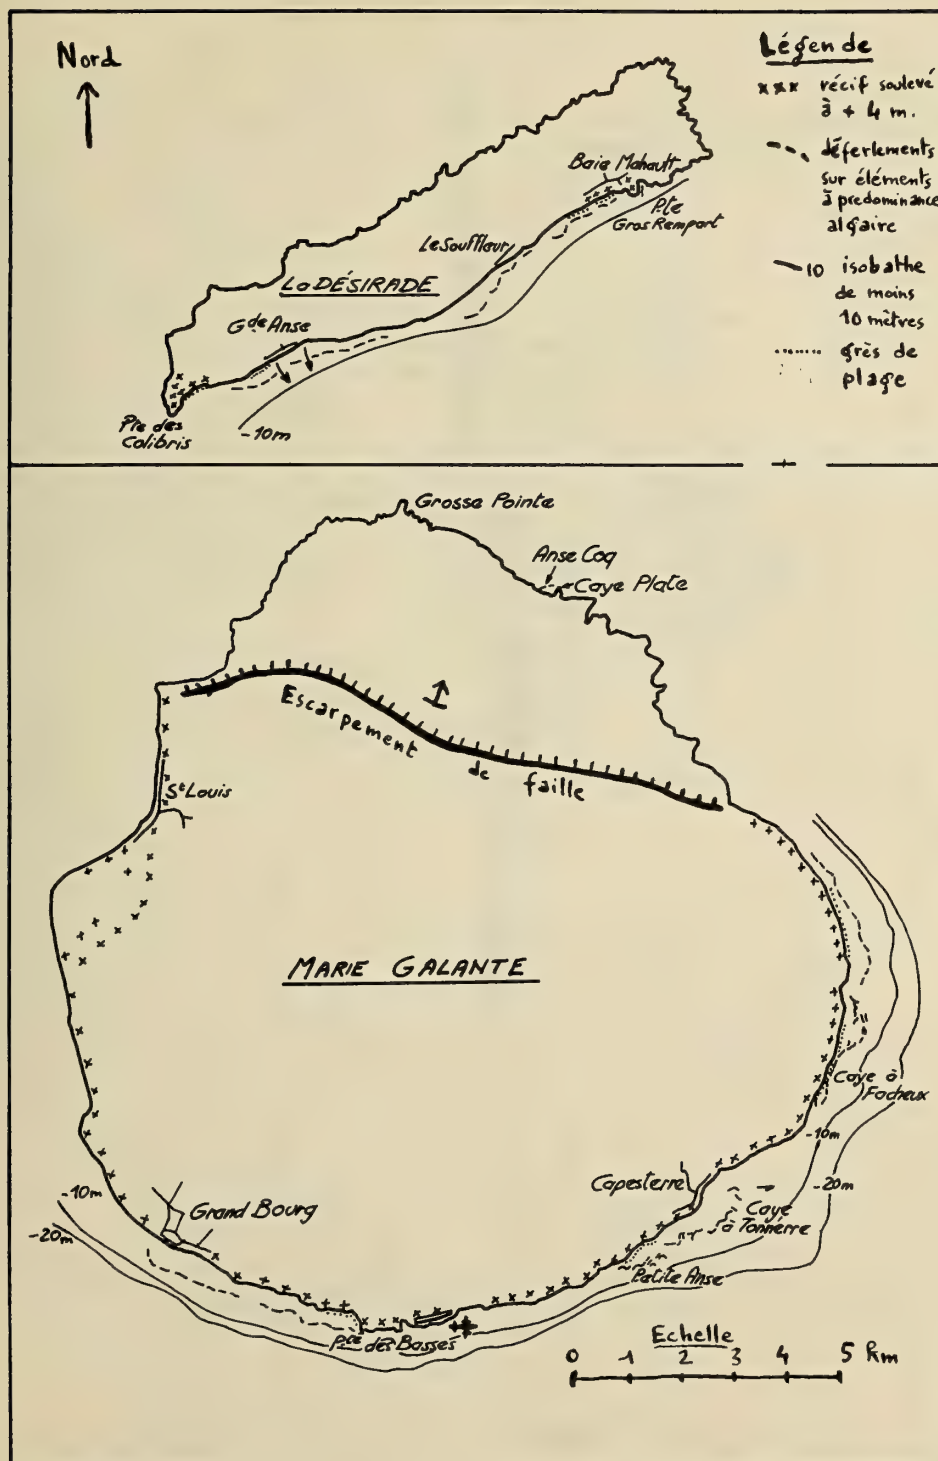 Nord
Légende
××× récif soulevé
à + 4 m.
déferlements
sur éléments
à predominance
algaire
10 isobathe
de moins
10 mètres
grès de
plage
Baie Mahault
Pte
Gros Rempart
Le Souffleur
La DÉSIRADE
Gde Anse
Pte des
Colibris
-10m
Grosse Pointe
Anse Coq
Caye Plate
Escarpement de faille
St Louis
MARIE GALANTE
Caye à
Facheux
-10m
-20m
Capesterre
Caye
à Tonnerre
Petite Anse
-10m
-20m
Grand Bourg
Pte des Basses
Echelle
0 1 2 3 4 5 km